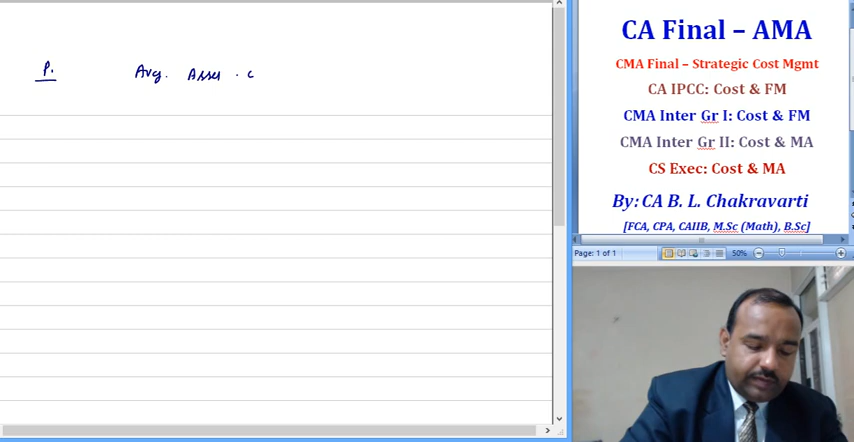 P. Avg. Asses . c
CA Final – AMA
CMA Final – Strategic Cost Mgmt
CA IPCC: Cost & FM
CMA Inter Gr I: Cost & FM
CMA Inter Gr II: Cost & MA
CS Exec: Cost & MA
By: CA B. L. Chakravarti
[FCA, CPA, CAIIB, M.Sc (Math), B.Sc]
Page: 1 of 1 50%